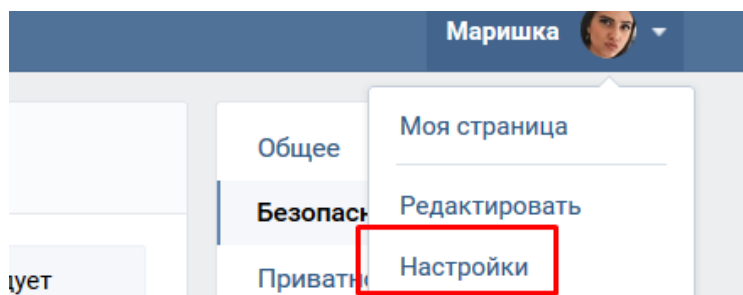 Маришка
Моя страница
Общее
Редактировать
Настройки